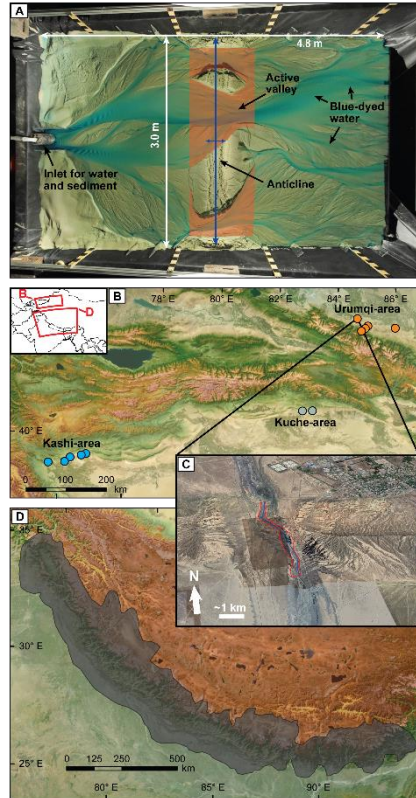 A
4.8 m
3.0 m
Active
valley
Blue-dyed
water
Inlet for water
and sediment
Anticline
78°E
80°E
82°E
84°E
86°E
B
B
D
Urumqi-area
Kuche-area
40°E
Kashi-area
0 50 100 200
km
C
N
~1 km
D
35°E
30°E
25°E
0 125 250 500
km
80°E
85°E
90°E